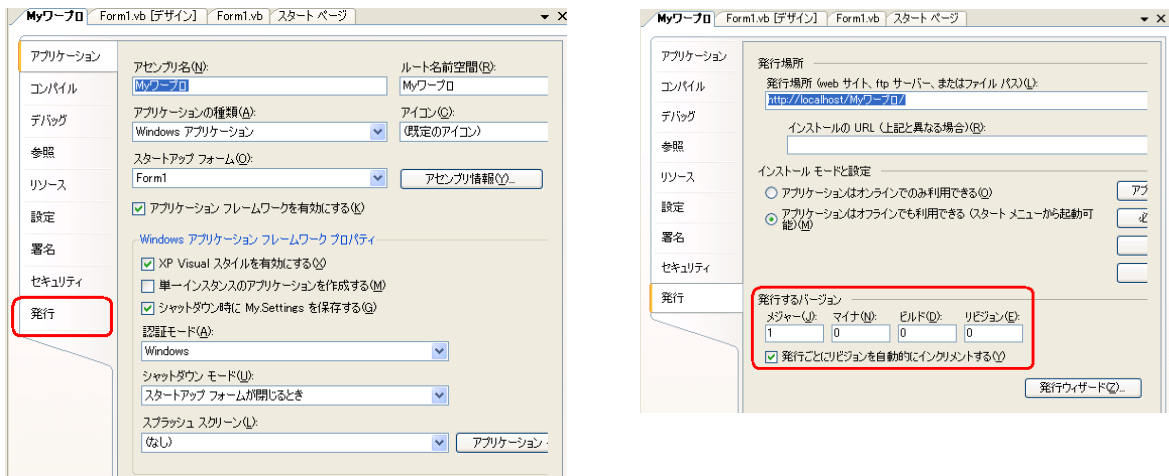 Myワープロ Form1.vb [デザイン] Form1.vb スタート ページ
アプリケーション
コンパイル
デバッグ
参照
リソース
設定
署名
セキュリティ
発行
アセンブリ名(N):
ルート名前空間(R):
Myワープロ
Myワープロ
アプリケーションの種類(A):
アイコン(C):
Windows アプリケーション
(既定のアイコン)
スタートアップ フォーム(O):
Form1
アセンブリ情報(Y)...
アプリケーション フレームワークを有効にする(K)
Windows アプリケーション フレームワーク プロパティ
XP Visual スタイルを有効にする(X)
単一インスタンスのアプリケーションを作成する(M)
シャットダウン時に My.Settings を保存する(G)
認証モード(A):
Windows
シャットダウン モード(U):
スタートアップ フォームが閉じるとき
スプラッシュ スクリーン(L):
(なし)
アプリケーション
Myワープロ Form1.vb [デザイン] Form1.vb スタート ページ
アプリケーション
コンパイル
デバッグ
参照
リソース
設定
署名
セキュリティ
発行
発行場所
発行場所 (web サイト、ftp サーバー、またはファイル パス)(L):
http://localhost/Myワープロ/
インストールの URL (上記と異なる場合)(R):
インストール モードと設定
アプリケーションはオンラインでのみ利用できる(O)
アプリケーションはオフラインでも利用できる (スタート メニューから起動可
能)(M)
アプ
発行するバージョン
メジャー(J): マイナ(N): ビルド(D): リビジョン(E):
1 0 0 0
発行ごとにリビジョンを自動的にインクリメントする(Y)
発行ウィザード(Z)...